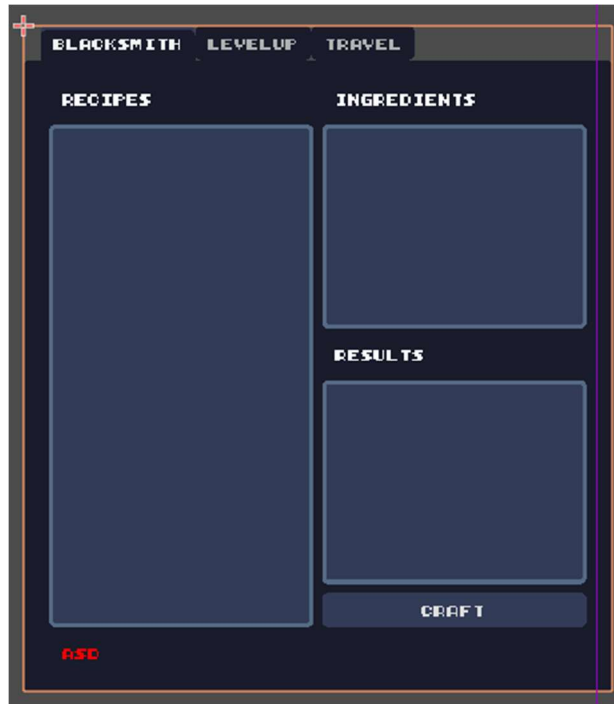 BLACKSMITH LEVELUP TRAVEL
RECIPES INGREDIENTS
RESULTS
CRAFT
ASD